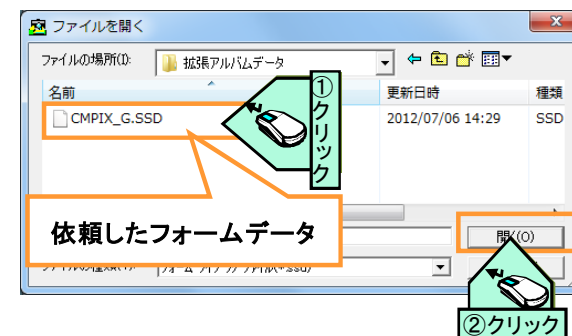 ファイルを開く
ファイルの場所(I):
拡張アルバムデータ
名前
更新日時
種類
CMPIX_G.SSD
2012/07/06 14:29
SSD
①クリック
依頼したフォームデータ
開く(O)
②クリック